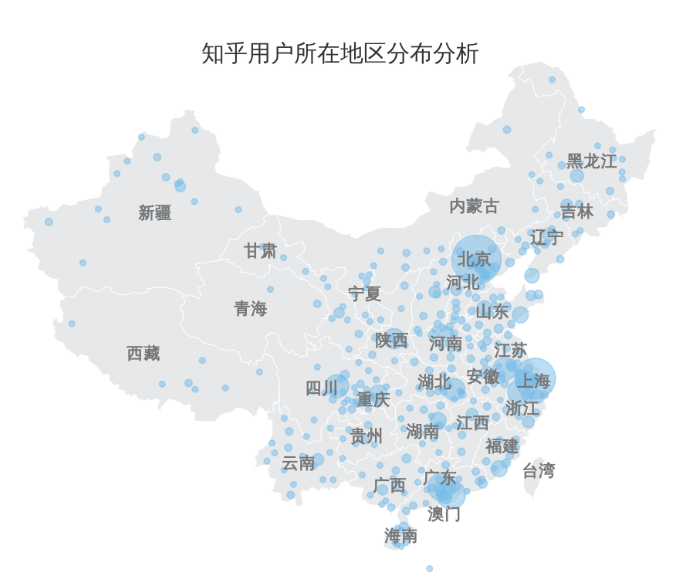 知乎用户所在地区分布分析
黑龙江
内蒙古
吉林
新疆
辽宁
甘肃
北京
河北
宁夏
青海
山东
陕西
河南
江苏
西藏
安徽
上海
湖北
四川
重庆
浙江
江西
湖南
贵州
福建
云南
台湾
广东
广西
澳门
海南